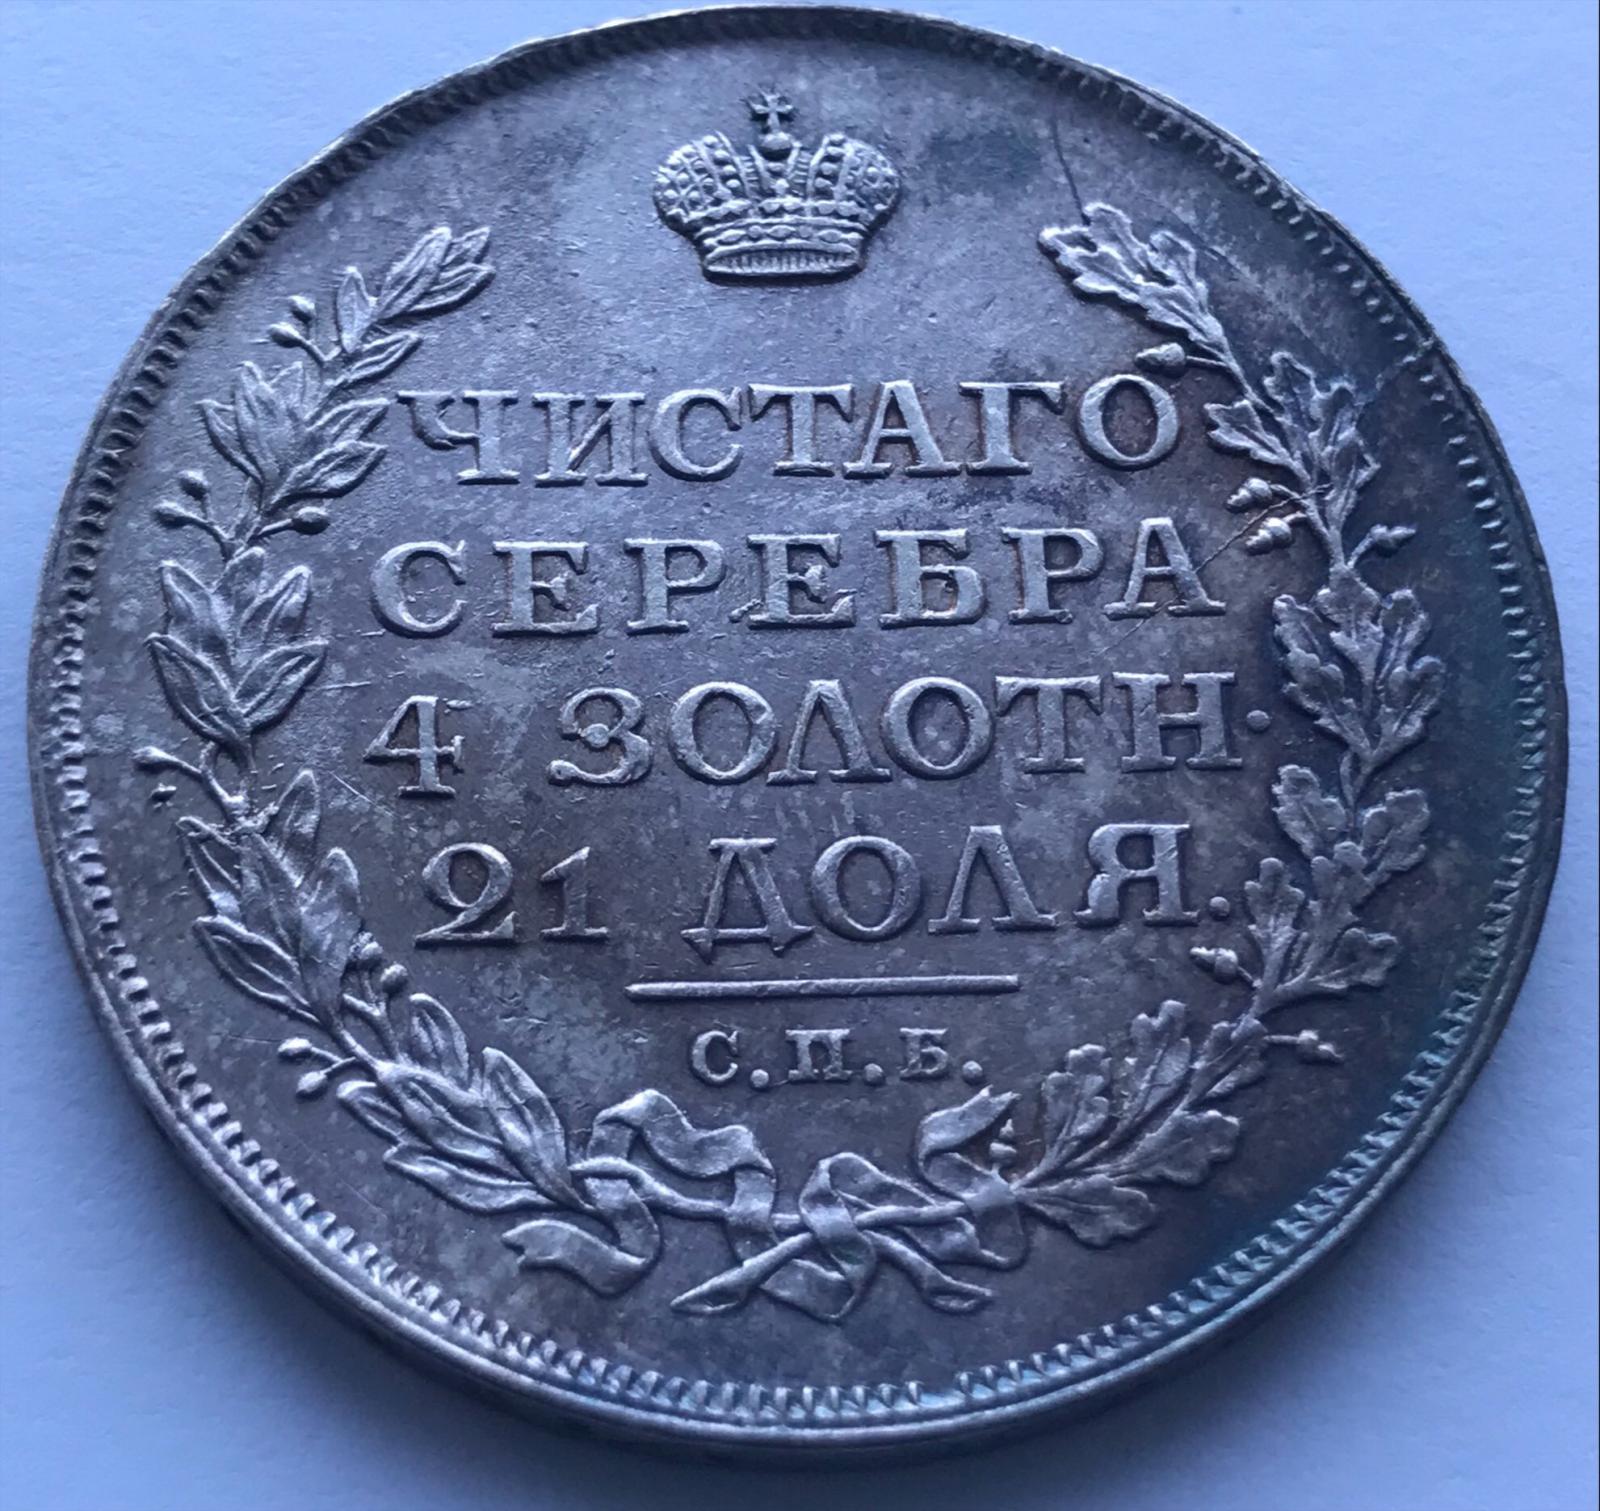 ЧИСТАГО
СЕРЕБРА
4 ЗОЛОТН.
21 ДОЛЯ.
С.П.Б.